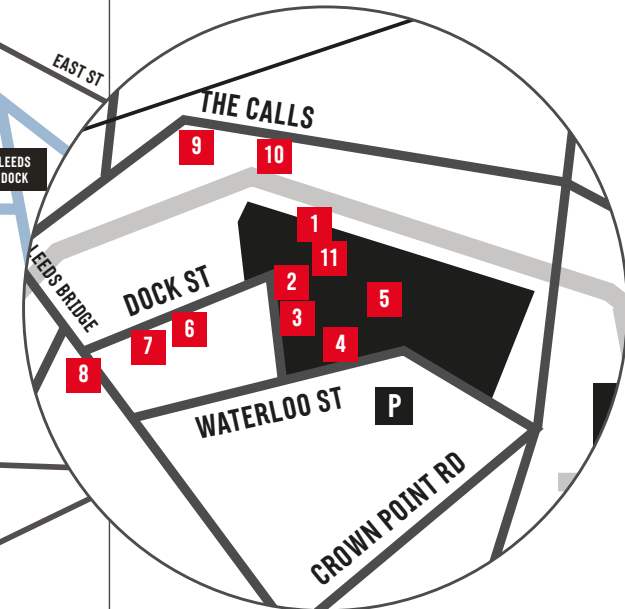 EAST ST
THE CALLS
9
10
LEEDS
DOCK
1
11
LEEDS BRIDGE
DOCK ST
2
5
3
6
7
4
8
WATERLOO ST
P
CROWN POINT RD